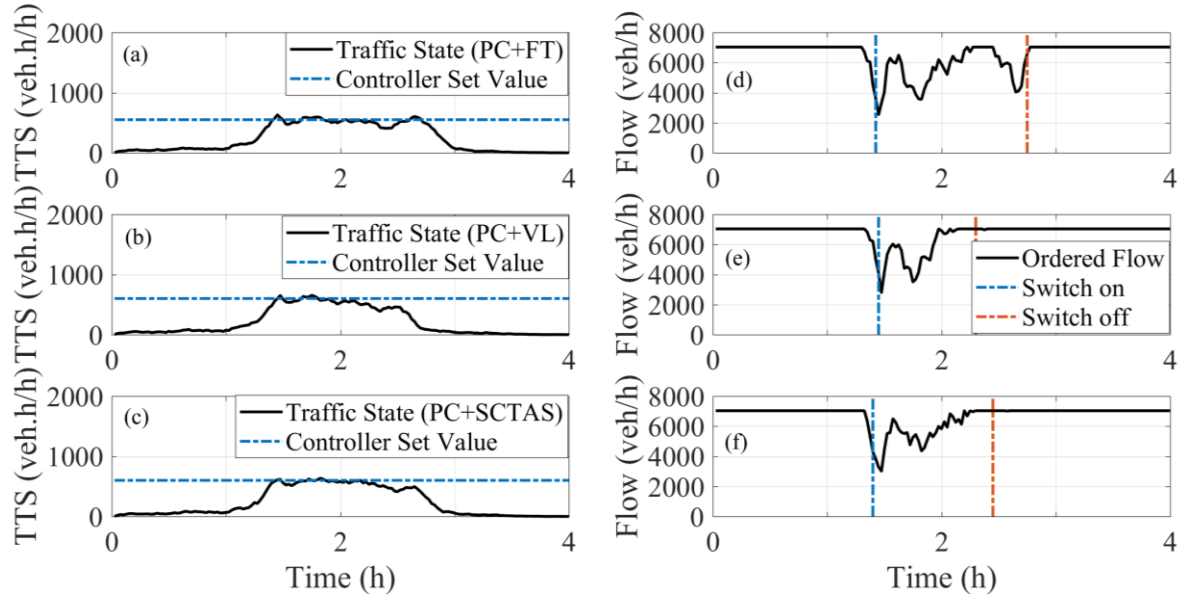 2000
1000
0
TTS (veh.h/h)
(a)
Traffic State (PC+FT)
Controller Set Value
0
2
4
2000
1000
0
TTS (veh.h/h)
(b)
Traffic State (PC+VL)
Controller Set Value
0
2
4
2000
1000
0
TTS (veh.h/h)
(c)
Traffic State (PC+SCTAS)
Controller Set Value
0
2
4
Time (h)
8000
6000
4000
2000
0
Flow (veh/h)
(d)
0
2
4
8000
6000
4000
2000
0
Flow (veh/h)
(e)
Ordered Flow
Switch on
Switch off
0
2
4
8000
6000
4000
2000
0
Flow (veh/h)
(f)
0
2
4
Time (h)